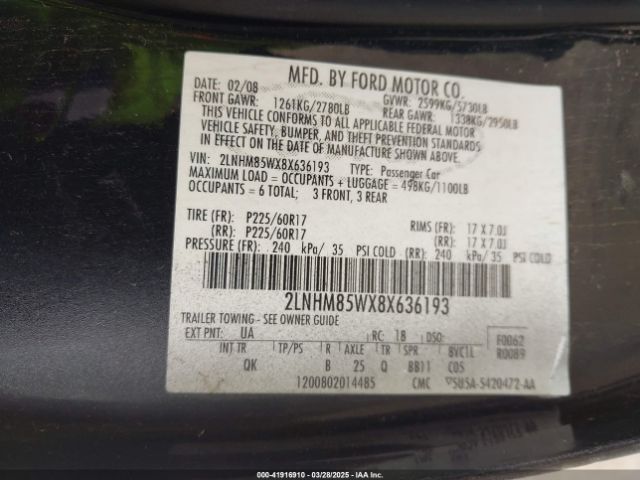 MFD. BY FORD MOTOR CO.
DATE: 02/08 GVWR: 2599KG/5730LB
FRONT GAWR: 1261KG/2780LB REAR GAWR: 1338KG/2950LB
THIS VEHICLE CONFORMS TO ALL APPLICABLE FEDERAL MOTOR
VEHICLE SAFETY, BUMPER, AND THEFT PREVENTION STANDARDS
IN EFFECT ON THE DATE OF MANUFACTURE SHOWN ABOVE.
VIN: 2LNHM85WX8X636193 TYPE: Passenger Car
MAXIMUM LOAD = OCCUPANTS + LUGGAGE = 498KG/1100LB
OCCUPANTS = 6 TOTAL; 3 FRONT, 3 REAR
TIRE (FR): P225/60R17 RIMS (FR): 17 X 7.0J
(RR): P225/60R17 (RR): 17 X 7.0J
PRESSURE (FR): 240 kPa/ 35 PSI COLD (RR): 240 kPa/ 35 PSI COLD
2LNHM85WX8X636193
TRAILER TOWING - SEE OWNER GUIDE
EXT PNT: UA RC: 18 DSO: F0062
INT TR TP/PS R AXLE TR SPR R0089
QK B 25 Q BB11 C05
1200802014485 CMC 5U5A-5420472-AA
000-41916910 - 03/28/2025 - COPYRIGHT IAA, LLC.